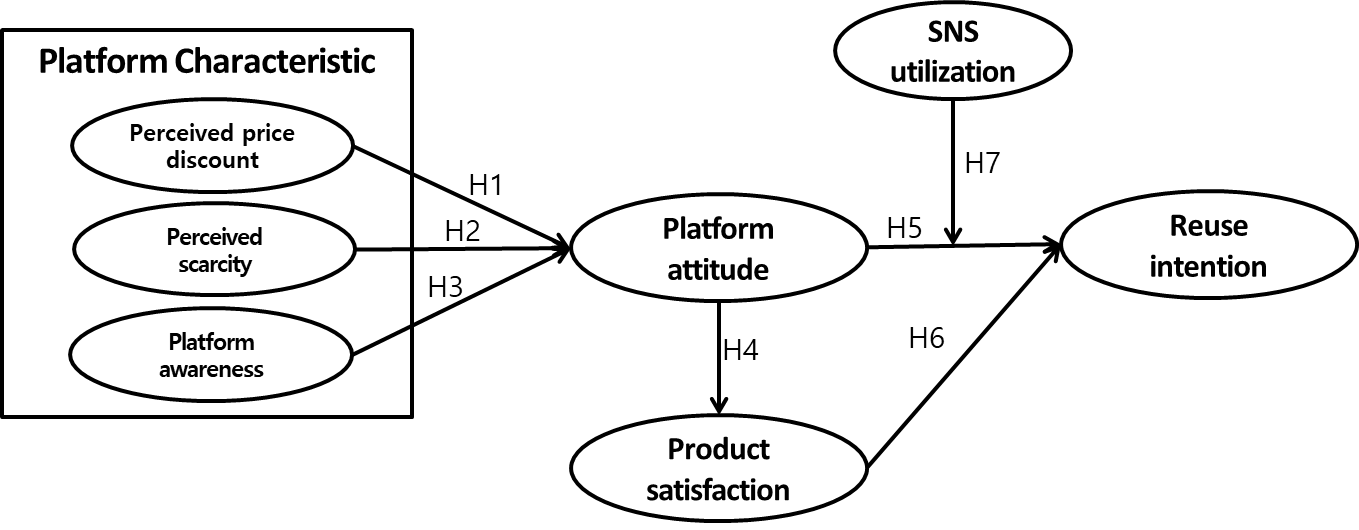 Platform Characteristic
Perceived price
discount
Perceived
scarcity
Platform
awareness
H1
H2
H3
Platform
attitude
H4
Product
satisfaction
H5
H6
SNS
utilization
H7
Reuse
intention